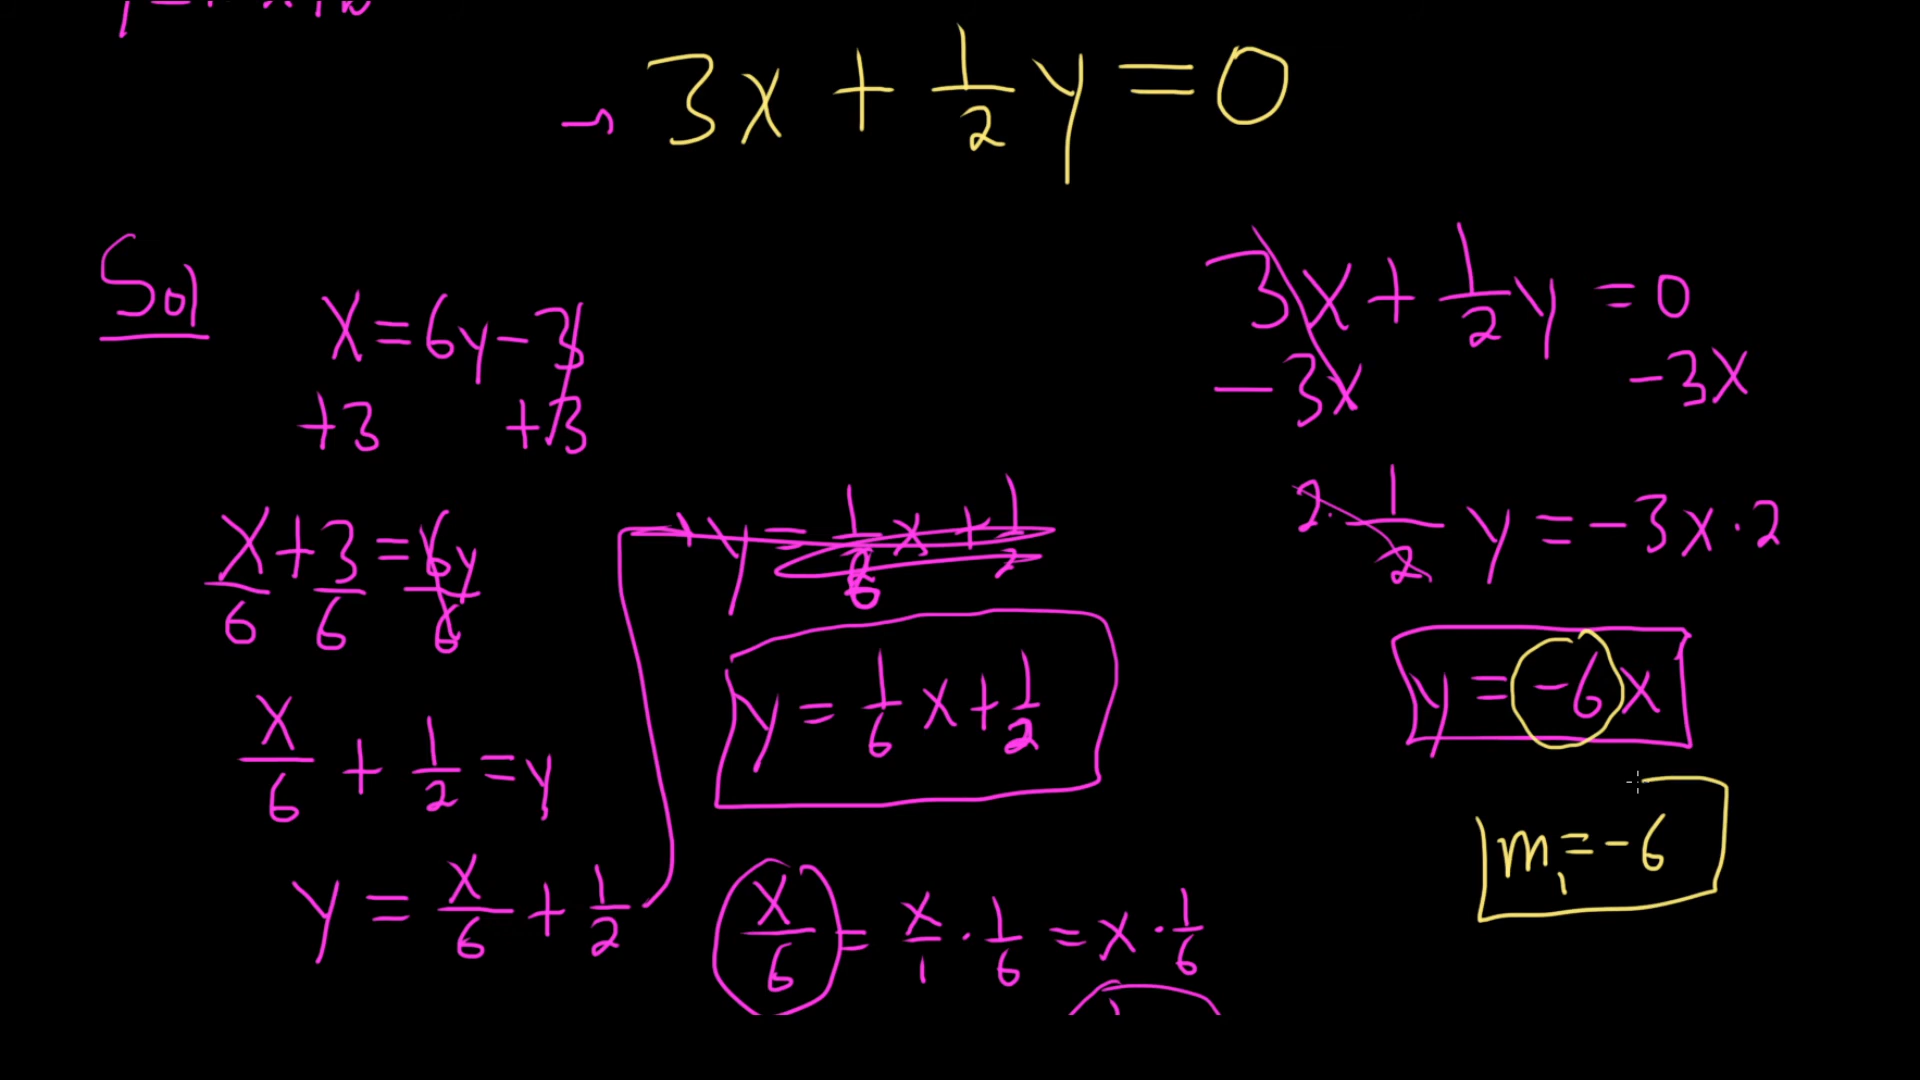 3x + 1/2 y = 0
Sol
x = 6y - 3
+3 +3
x/6 + 3/6 = 6y/6
x/6 + 1/2 = y
y = x/6 + 1/2
y = 1/6 x + 1/2
x/6 = x/1 · 1/6 = x · 1/6
3x + 1/2 y = 0
-3x -3x
2 · 1/2 y = -3x · 2
y = -6x
m₁ = -6